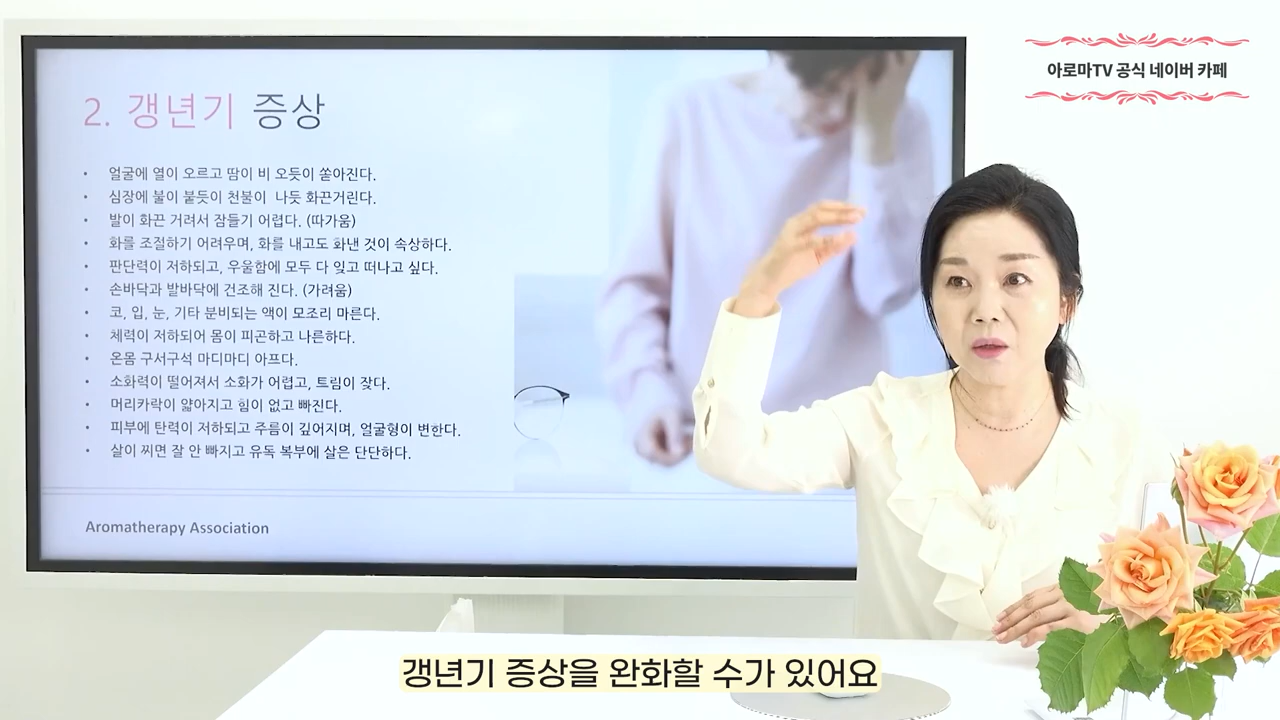 아로마TV 공식 네이버 카페
2. 갱년기 증상
• 얼굴에 열이 오르고 땀이 비 오듯이 쏟아진다.
• 심장에 불이 붙듯이 천불이 나듯 화끈거린다.
• 발이 화끈 거려서 잠들기 어렵다. (따가움)
• 화를 조절하기 어려우며, 화를 내고도 화낸 것이 속상하다.
• 판단력이 저하되고, 우울함에 모두 다 잊고 떠나고 싶다.
• 손바닥과 발바닥에 건조해 진다. (가려움)
• 코, 입, 눈, 기타 분비되는 액이 모조리 마른다.
• 체력이 저하되어 몸이 피곤하고 나른하다.
• 온몸 구서구석 마디마디 아프다.
• 소화력이 떨어져서 소화가 어렵고, 트림이 잦다.
• 머리카락이 얇아지고 힘이 없고 빠진다.
• 피부에 탄력이 저하되고 주름이 깊어지며, 얼굴형이 변한다.
• 살이 찌면 잘 안 빠지고 유독 복부에 살은 단단하다.
Aromatherapy Association
갱년기 증상을 완화할 수가 있어요